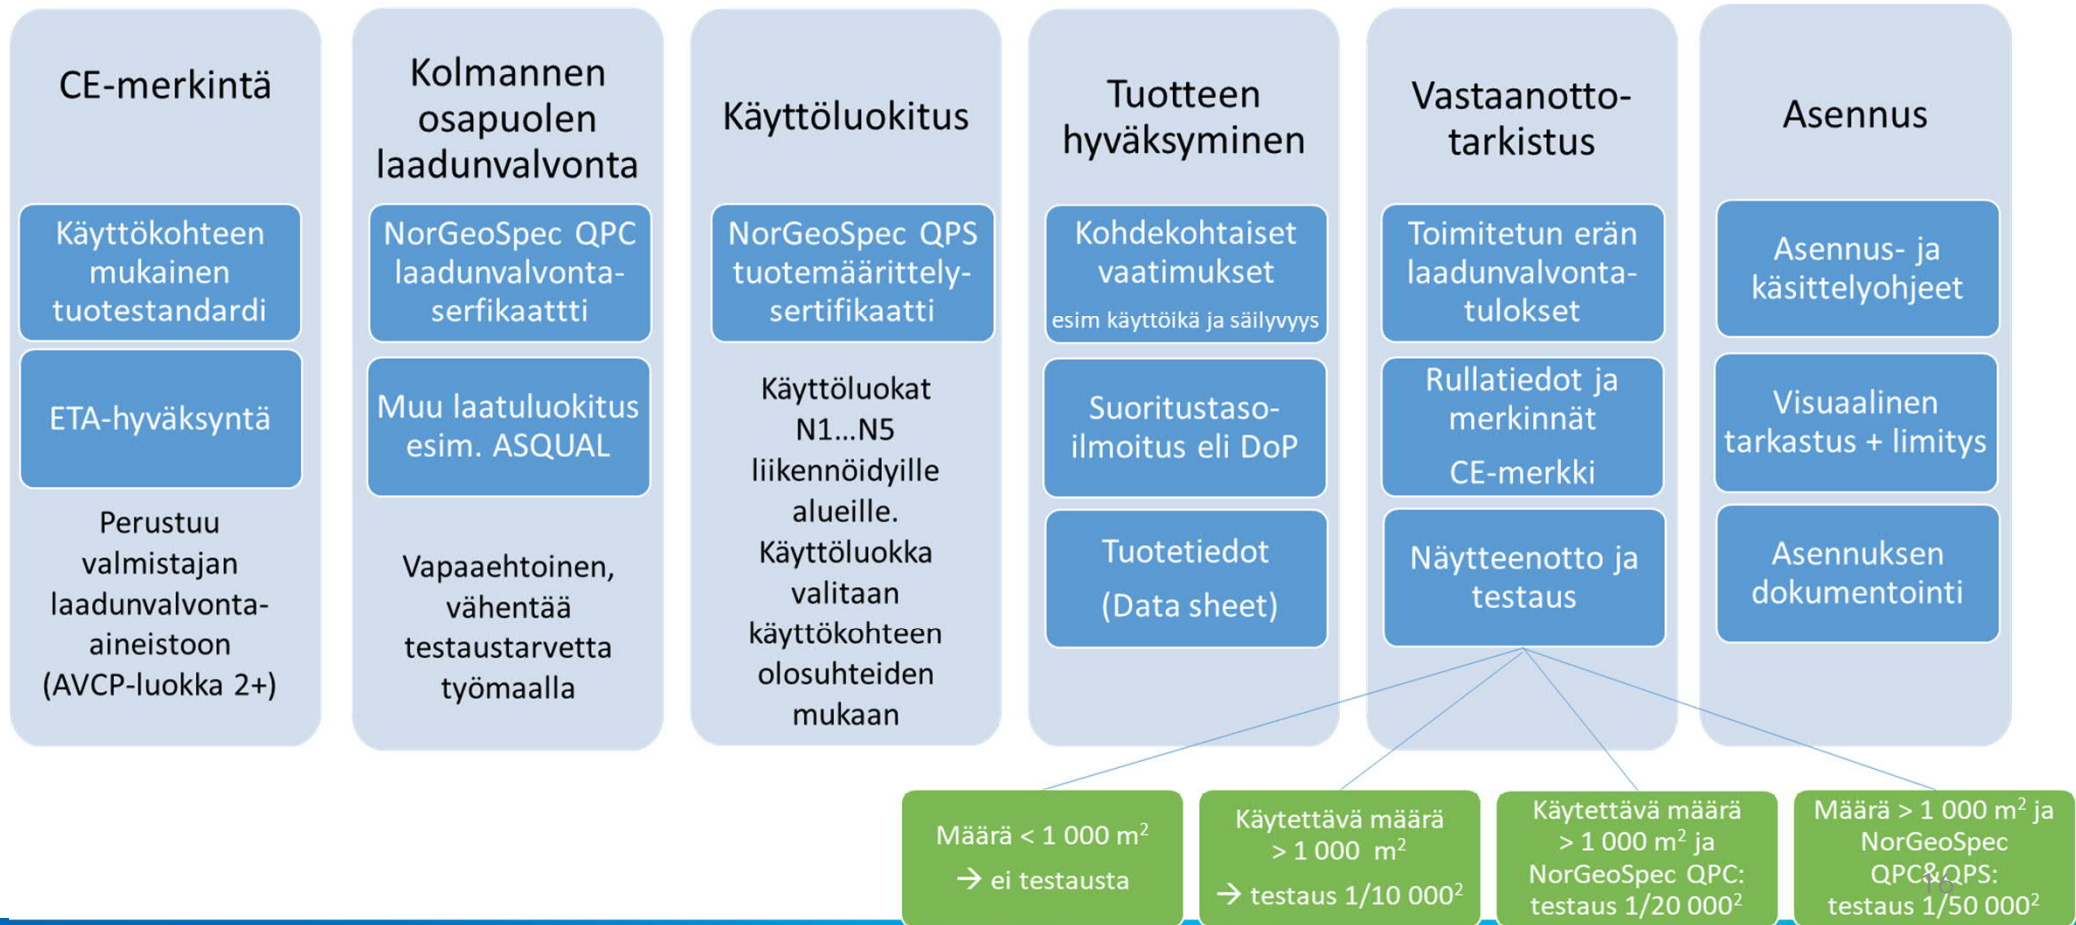 CE-merkintä
Käyttökohteen
mukainen
tuotestandardi
ETA-hyväksyntä
Perustuu
valmistajan
laadunvalvonta-
aineistoon
(AVCP-luokka 2+)
Kolmannen
osapuolen
laadunvalvonta
NorGeoSpec QPC
laadunvalvonta-
serfikaattti
Muu laatuluokitus
esim. ASQUAL
Vapaaehtoinen,
vähentää
testaustarvetta
työmaalla
Käyttöluokitus
NorGeoSpec QPS
tuotemäärittely-
sertifikaatti
Käyttöluokat
N1...N5
liikennöidyille
alueille.
Käyttöluokka
valitaan
käyttökohteen
olosuhteiden
mukaan
Tuotteen
hyväksyminen
Kohdekohtaiset
vaatimukset
esim käyttöikä ja säilyvyys
Suoritustaso-
ilmoitus eli DoP
Tuotetiedot
(Data sheet)
Vastaanotto-
tarkistus
Toimitetun erän
laadunvalvonta-
tulokset
Rullatiedot ja
merkinnät
CE-merkki
Näytteenotto ja
testaus
Asennus
Asennus- ja
käsittelyohjeet
Visuaalinen
tarkastus + limitys
Asennuksen
dokumentointi
Määrä < 1 000 m²
→ ei testausta
Käytettävä määrä
> 1 000 m²
→ testaus 1/10 000²
Käytettävä määrä
> 1 000 m² ja
NorGeoSpec QPC:
testaus 1/20 000²
Määrä > 1 000 m² ja
NorGeoSpec
QPC&QPS:
testaus 1/50 000²
16